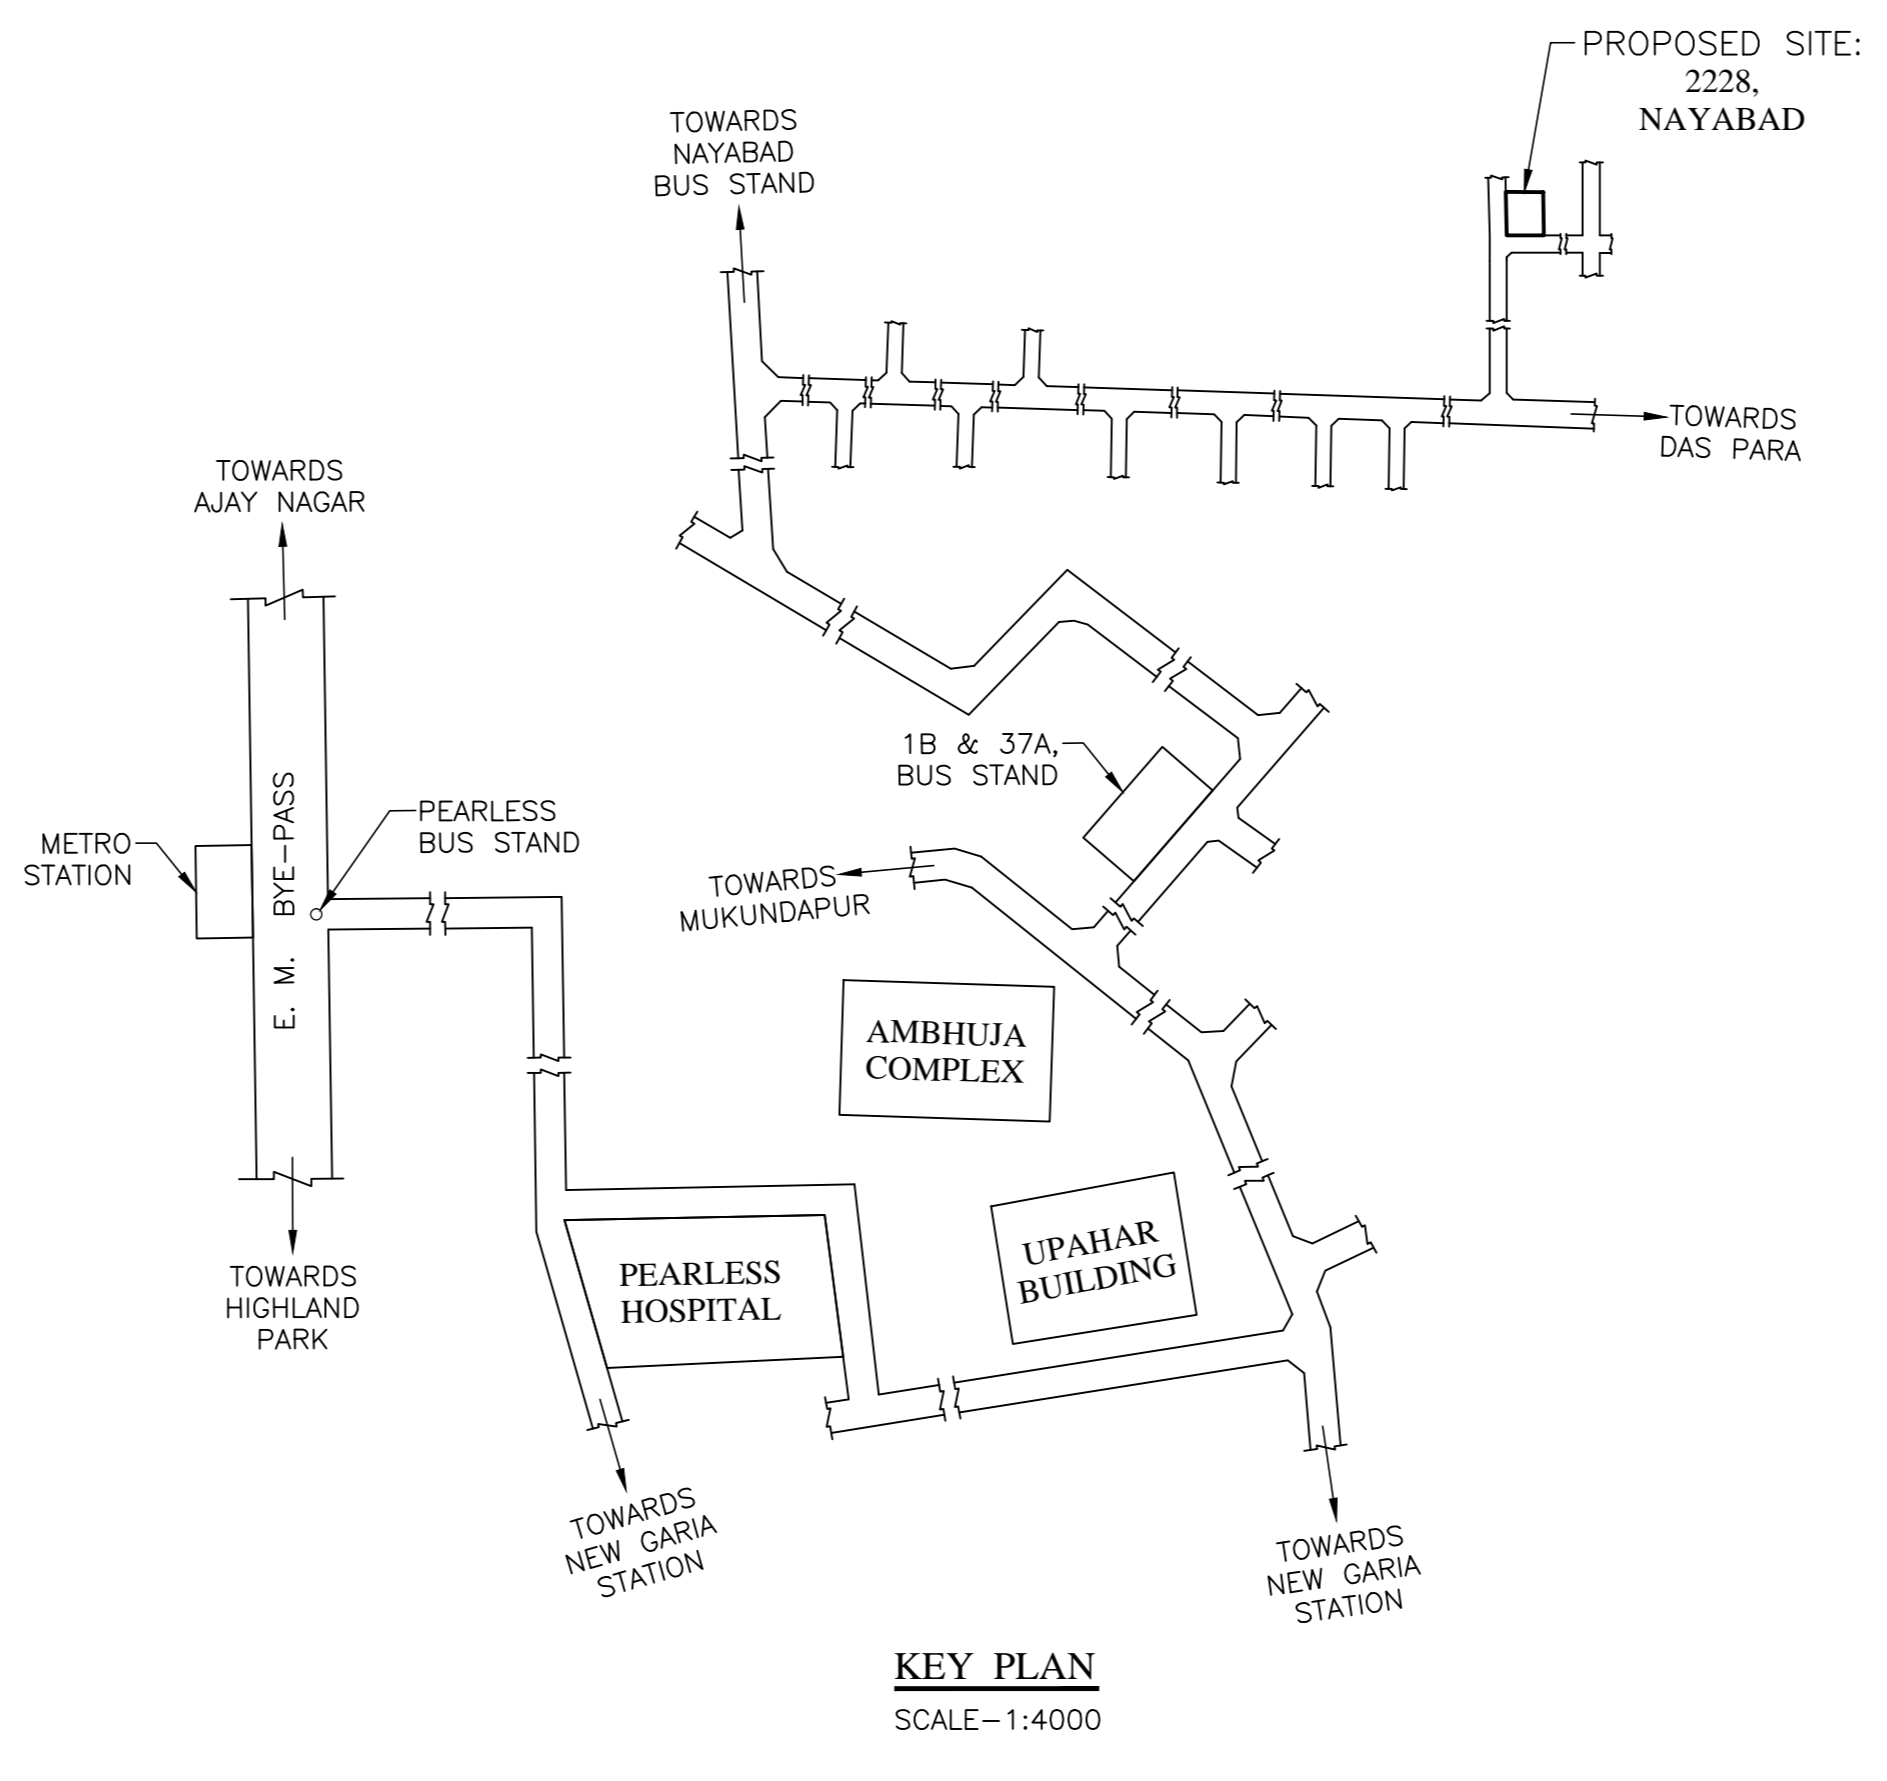 PROPOSED SITE:
2228,
NAYABAD
TOWARDS
NAYABAD
BUS STAND
TOWARDS
DAS PARA
TOWARDS
AJAY NAGAR
1B & 37A,
BUS STAND
E. M. BYE-PASS
PEARLESS
BUS STAND
METRO
STATION
TOWARDS
MUKUNDAPUR
AMBHUJA
COMPLEX
UPAHAR
BUILDING
PEARLESS
HOSPITAL
TOWARDS
HIGHLAND
PARK
TOWARDS
NEW GARIA
STATION
TOWARDS
NEW GARIA
STATION
KEY PLAN
SCALE-1:4000